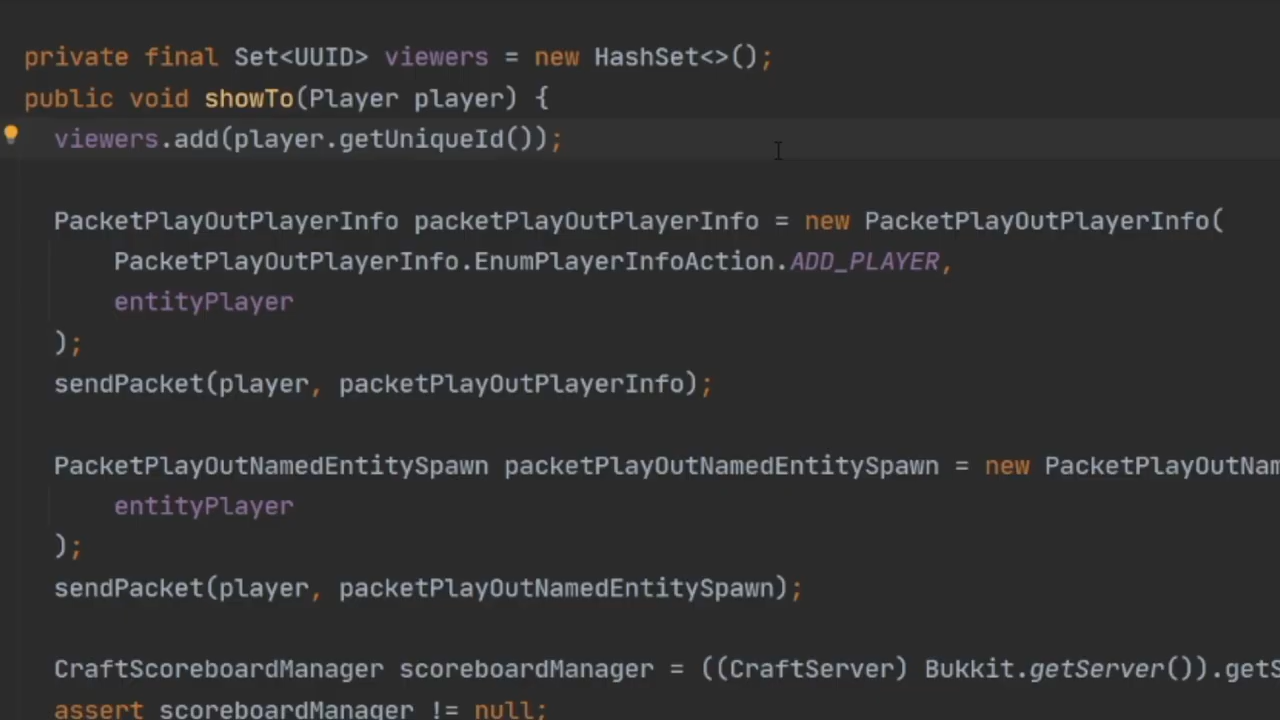 private final Set<UUID> viewers = new HashSet<>();
public void showTo(Player player) {
viewers.add(player.getUniqueId());
PacketPlayOutPlayerInfo packetPlayOutPlayerInfo = new PacketPlayOutPlayerInfo(
PacketPlayOutPlayerInfo.EnumPlayerInfoAction.ADD_PLAYER,
entityPlayer
);
sendPacket(player, packetPlayOutPlayerInfo);
PacketPlayOutNamedEntitySpawn packetPlayOutNamedEntitySpawn = new PacketPlayOutNam
entityPlayer
);
sendPacket(player, packetPlayOutNamedEntitySpawn);
CraftScoreboardManager scoreboardManager = ((CraftServer) Bukkit.getServer()).getS
assert scoreboardManager != null;